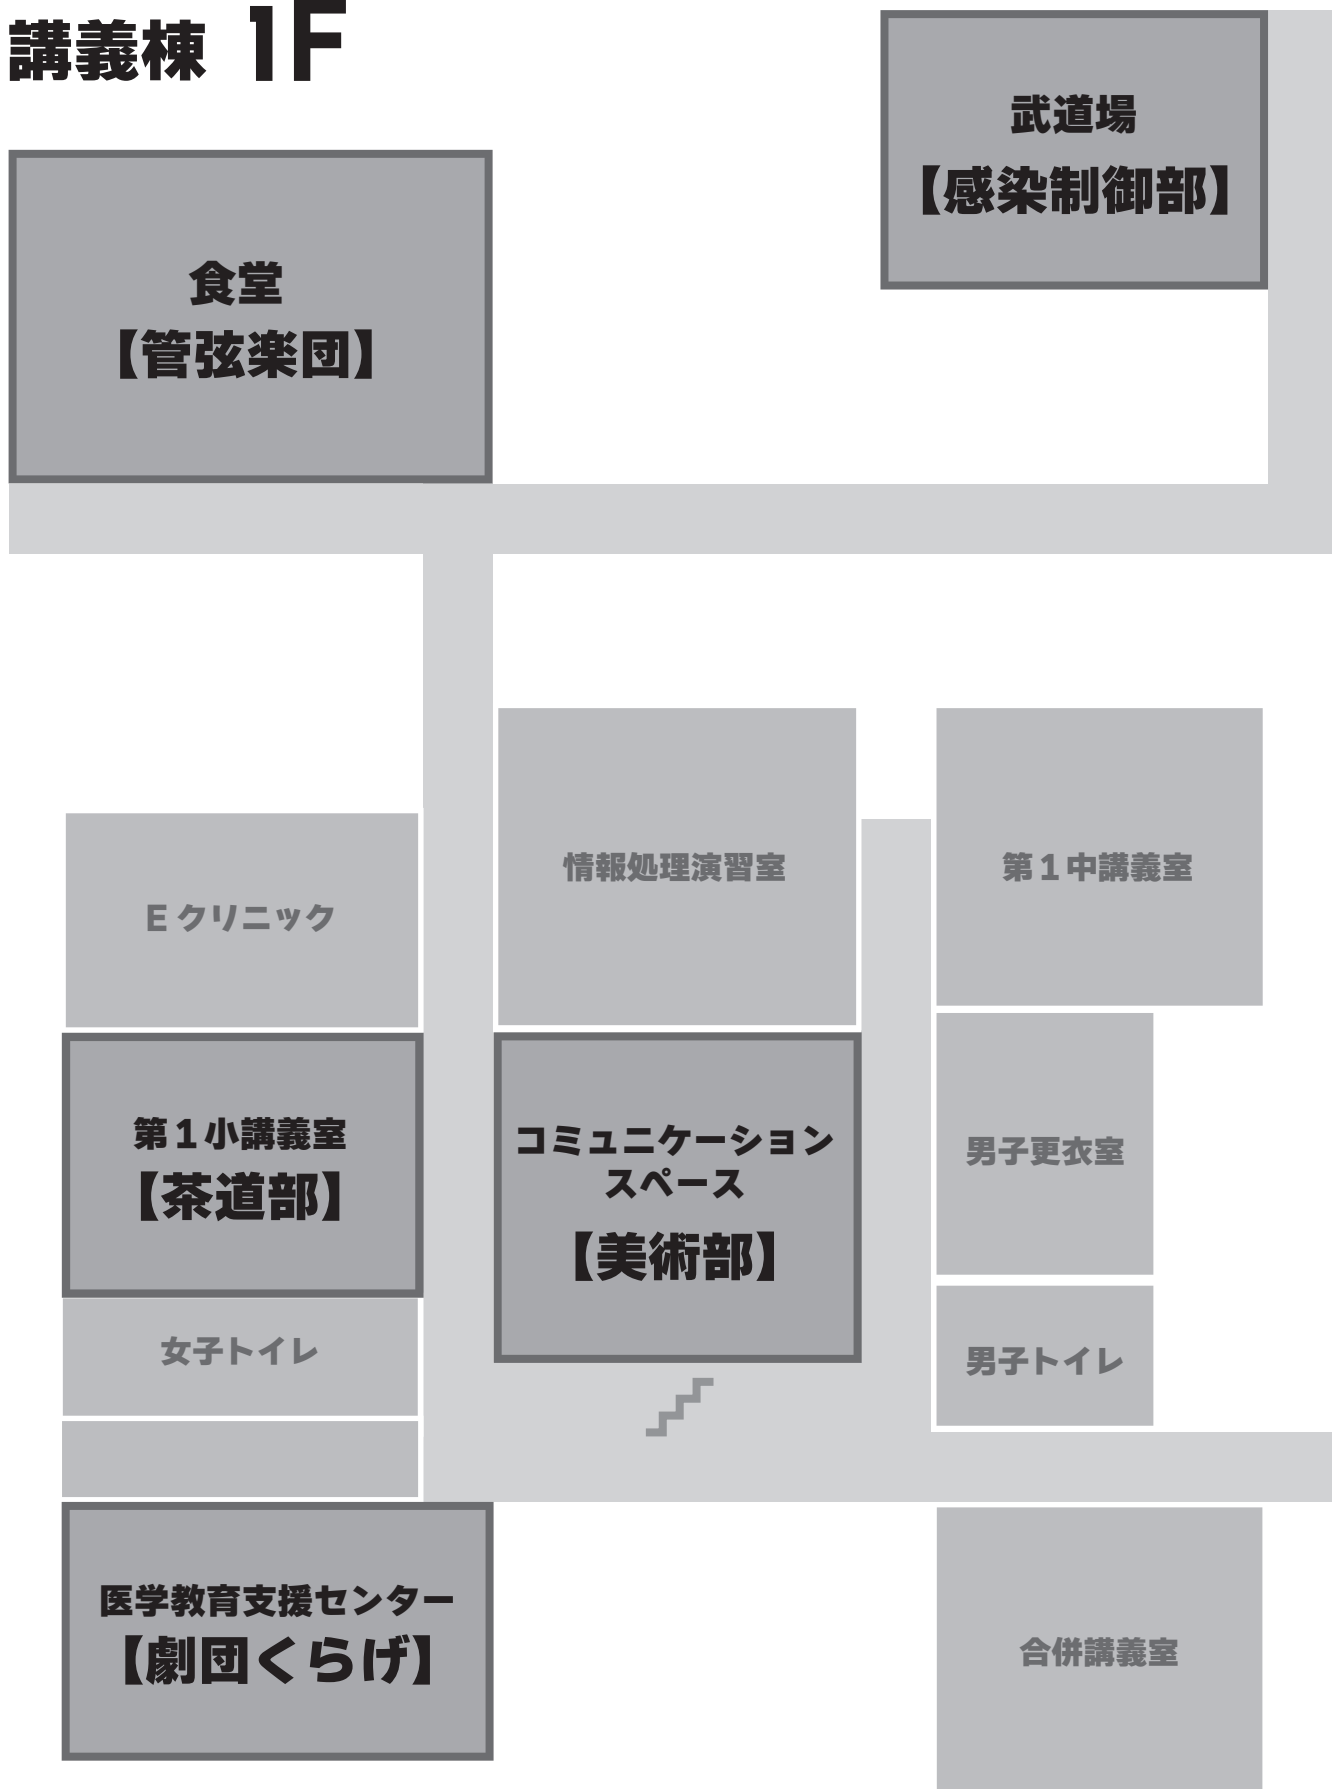 講義棟 1F
武道場
【感染制御部】
食堂
【管弦楽団】
情報処理演習室
第1中講義室
E クリニック
第1小講義室
【茶道部】
コミュニケーション
スペース
【美術部】
男子更衣室
女子トイレ
男子トイレ
医学教育支援センター
【劇団くらげ】
合併講義室